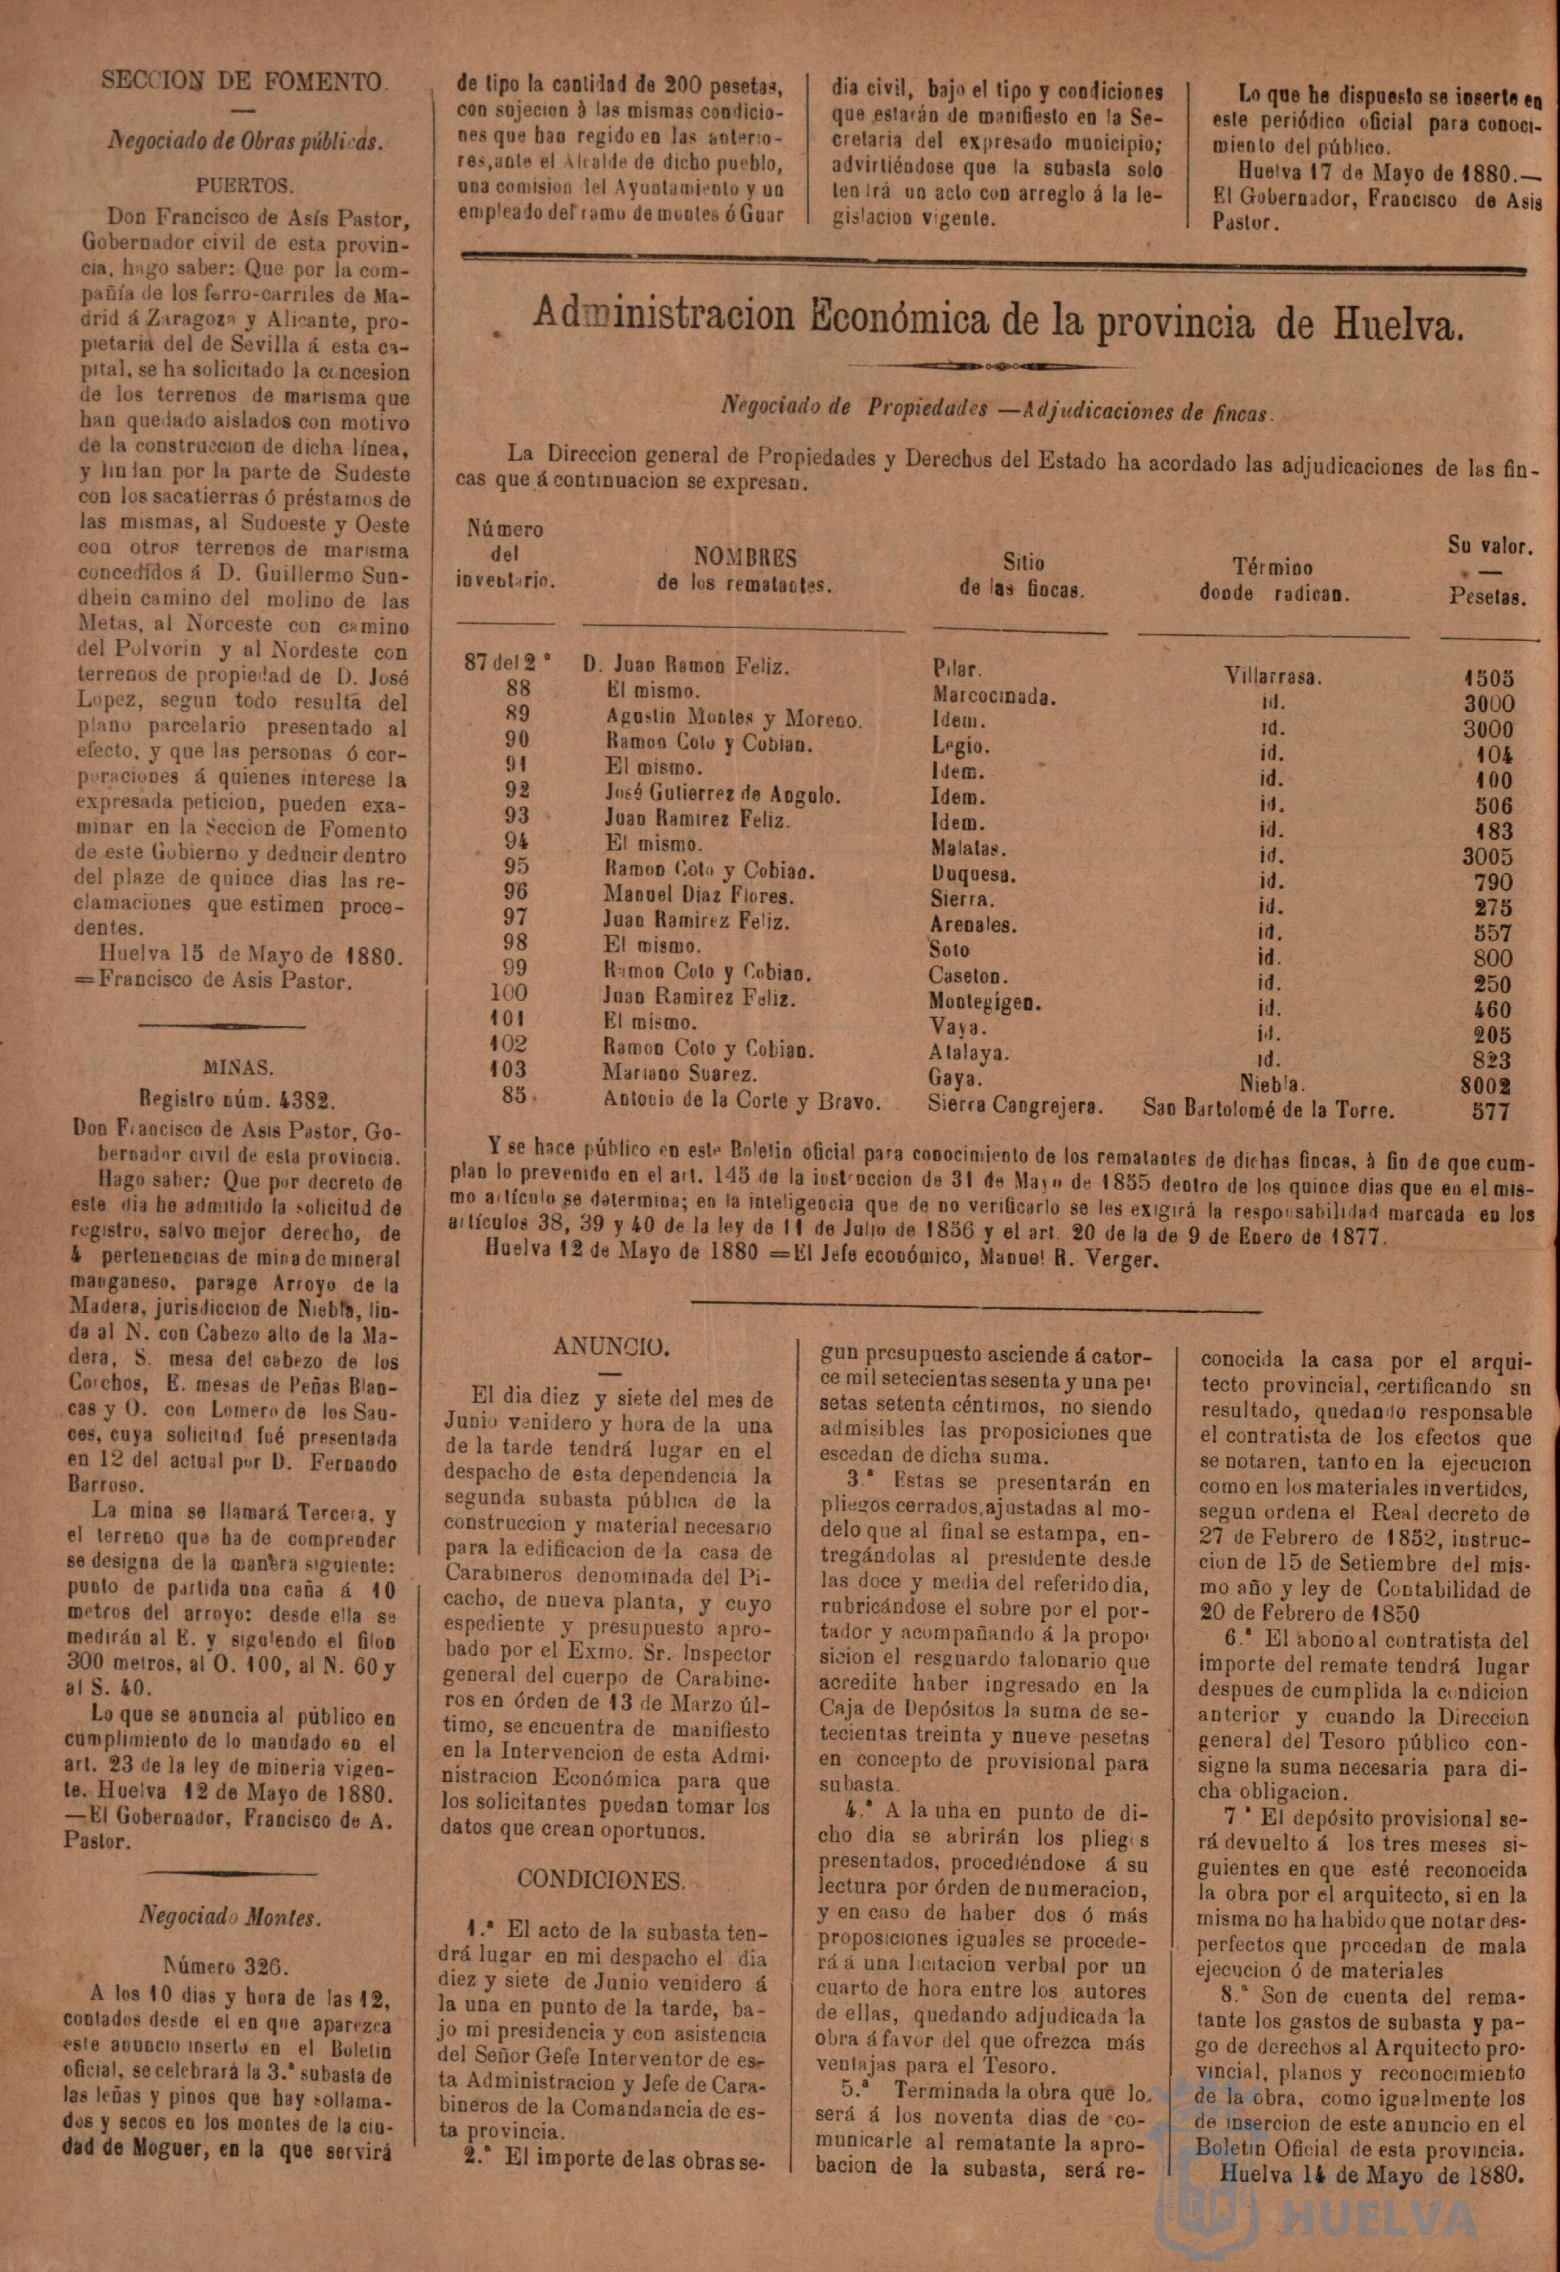 SECCION DE FOMENTO.
Negociado de Obras públicas.
PUERTOS.
Don Francisco de Asís Pastor,
Gobernador civil de esta provin-
cia, hago saber: Que por la com-
pañía de los ferro-carriles de Ma-
drid á Zaragoza y Alicante, pro-
pietaria del de Sevilla á esta ca-
pital, se ha solicitado la concesion
de los terrenos de marisma que
han quedado aislados con motivo
de la construccion de dicha línea,
y lindan por la parte de Sudeste
con los sacatierras ó préstamos de
las mismas, al Sudoeste y Oeste
con otros terrenos de marisma
concedidos á D. Guillermo Sun-
dhein camino del molino de las
Metas, al Noroeste con camino
del Polvorin y al Nordeste con
terrenos de propiedad de D. José
Lopez, segun todo resulta del
plano parcelario presentado al
efecto, y que las personas ó cor-
poraciones á quienes interese la
expresada peticion, pueden exa-
minar en la Seccion de Fomento
de este Gobierno y deducir dentro
del plaze de quince dias las re-
clamaciones que estimen proce-
dentes.
Huelva 15 de Mayo de 1880.
=Francisco de Asis Pastor.
MINAS.
Registro núm. 4382.
Don Francisco de Asis Pastor, Go-
bernador civil de esta provincia.
Hago saber: Que por decreto de
este dia he admitido la solicitud de
registro, salvo mejor derecho, de
4 pertenencias de mina de mineral
manganeso, parage Arroyo de la
Madera, jurisdiccion de Niebla, lin-
da al N. con Cabezo alto de la Ma-
dera, S. mesa del cabezo de los
Corchos, E. mesas de Peñas Blan-
cas y O. con Lomero de los Sau-
ces, cuya solicitud fué presentada
en 12 del actual por D. Fernando
Barroso.
La mina se llamará Tercera, y
el terreno que ha de comprender
se designa de la manera siguiente:
punto de partida una caña á 10
metros del arroyo: desde ella se
medirán al E. y siguiendo el filon
300 metros, al O. 100, al N. 60 y
al S. 40.
Lo que se anuncia al público en
cumplimiento de lo mandado en el
art. 23 de la ley de mineria vigen-
te. Huelva 12 de Mayo de 1880.
—El Gobernador, Francisco de A.
Pastor.
Negociado Montes.
Número 326.
A los 10 dias y hora de las 12,
contados desde el en que aparezca
este anuncio inserto en el Boletin
oficial, se celebrará la 3.ª subasta de
las leñas y pinos que hay sollama-
dos y secos en los montes de la ciu-
dad de Moguer, en la que servirá
de tipo la cantidad de 200 pesetas,
con sujecion à las mismas condicio-
nes que han regido en las anterio-
res, ante el Alcalde de dicho pueblo,
una comision del Ayuntamiento y un
empleado del ramo de montes ó Guar
dia civil, bajo el tipo y condiciones
que estarán de manifiesto en la Se-
cretaria del expresado municipio;
advirtiéndose que la subasta solo
tendrá un acto con arreglo á la le-
gislacion vigente.
Lo que he dispuesto se inserte en
este periódico oficial para conoci-
miento del público.
Huelva 17 de Mayo de 1880.—
El Gobernador, Francisco de Asis
Pastor.
Administracion Económica de la provincia de Huelva.
Negociado de Propiedades —Adjudicaciones de fincas.
La Direccion general de Propiedades y Derechos del Estado ha acordado las adjudicaciones de las fin-
cas que á continuacion se expresan.
Número del inventario. NOMBRES de los rematantes. Sitio de las fincas. Término donde radican. Su valor. — Pesetas.
87 del 2º D. Juan Ramon Feliz. Pilar. Villarrasa. 1505
88 El mismo. Marcocinada. id. 3000
89 Agustin Montes y Moreno. Idem. id. 3000
90 Ramon Coto y Cobian. Legio. id. 104
91 El mismo. Idem. id. 100
92 José Gutierrez de Angulo. Idem. id. 506
93 Juan Ramirez Feliz. Idem. id. 183
94 El mismo. Malatas. id. 3005
95 Ramon Coto y Cobian. Duquesa. id. 790
96 Manuel Diaz Flores. Sierra. id. 275
97 Juan Ramirez Feliz. Arenales. id. 557
98 El mismo. Soto id. 800
99 Ramon Coto y Cobian. Caseton. id. 250
100 Juan Ramirez Feliz. Montegigen. id. 460
101 El mismo. Vaya. id. 205
102 Ramon Coto y Cobian. Atalaya. id. 823
103 Mariano Suarez. Gaya. Niebla. 8002
85 Antonio de la Corte y Bravo. Sierra Cangrejera. San Bartolomé de la Torre. 577
Y se hace público en este Boletin oficial para conocimiento de los rematantes de dichas fincas, à fin de que cum-
plan lo prevenido en el art. 145 de la instruccion de 31 de Mayo de 1855 dentro de los quince dias que en el mis-
mo artículo se determina; en la inteligencia que de no verificarlo se les exigirá la responsabilidad marcada en los
artículos 38, 39 y 40 de la ley de 11 de Julio de 1856 y el art. 20 de la de 9 de Enero de 1877.
Huelva 12 de Mayo de 1880 =El Jefe económico, Manuel R. Verger.
ANUNCIO.
El dia diez y siete del mes de
Junio venidero y hora de la una
de la tarde tendrá lugar en el
despacho de esta dependencia la
segunda subasta pública de la
construccion y material necesario
para la edificacion de la casa de
Carabineros denominada del Pi-
cacho, de nueva planta, y cuyo
espediente y presupuesto apro-
bado por el Exmo. Sr. Inspector
general del cuerpo de Carabine-
ros en órden de 13 de Marzo úl-
timo, se encuentra de manifiesto
en la Intervencion de esta Admi-
nistracion Económica para que
los solicitantes puedan tomar los
datos que crean oportunos.
CONDICIONES.
1.ª El acto de la subasta ten-
drá lugar en mi despacho el dia
diez y siete de Junio venidero á
la una en punto de la tarde, ba-
jo mi presidencia y con asistencia
del Señor Gefe Interventor de es-
ta Administracion y Jefe de Cara-
bineros de la Comandancia de es-
ta provincia.
2.ª El importe de las obras se-
gun presupuesto asciende á cator-
ce mil setecientas sesenta y una pe-
setas setenta céntimos, no siendo
admisibles las proposiciones que
escedan de dicha suma.
3.ª Estas se presentarán en
pliegos cerrados, ajustadas al mo-
delo que al final se estampa, en-
tregándolas al presidente desde
las doce y media del referido dia,
rubricándose el sobre por el por-
tador y acompañando á la propo-
sicion el resguardo talonario que
acredite haber ingresado en la
Caja de Depósitos la suma de se-
tecientas treinta y nueve pesetas
en concepto de provisional para
subasta.
4.ª A la una en punto de di-
cho dia se abrirán los pliegos
presentados, procediéndose á su
lectura por órden de numeracion,
y en caso de haber dos ó más
proposiciones iguales se procede-
rá á una licitacion verbal por un
cuarto de hora entre los autores
de ellas, quedando adjudicada la
obra á favor del que ofrezca más
ventajas para el Tesoro.
5.ª Terminada la obra que lo
será á los noventa dias de co-
municarle al rematante la apro-
bacion de la subasta, será re-
conocida la casa por el arqui-
tecto provincial, certificando sn
resultado, quedando responsable
el contratista de los efectos que
se notaren, tanto en la ejecucion
como en los materiales invertidos,
segun ordena el Real decreto de
27 de Febrero de 1852, instruc-
cion de 15 de Setiembre del mis-
mo año y ley de Contabilidad de
20 de Febrero de 1850
6.ª El abono al contratista del
importe del remate tendrá lugar
despues de cumplida la condicion
anterior y cuando la Direccion
general del Tesoro público con-
signe la suma necesaria para di-
cha obligacion.
7.ª El depósito provisional se-
rá devuelto á los tres meses si-
guientes en que esté reconocida
la obra por el arquitecto, si en la
misma no ha habido que notar des-
perfectos que procedan de mala
ejecucion ó de materiales
8.ª Son de cuenta del rema-
tante los gastos de subasta y pa-
go de derechos al Arquitecto pro-
vincial, planos y reconocimiento
de la obra, como igualmente los
de insercion de este anuncio en el
Boletin Oficial de esta provincia.
Huelva 14 de Mayo de 1880.
HUELVA